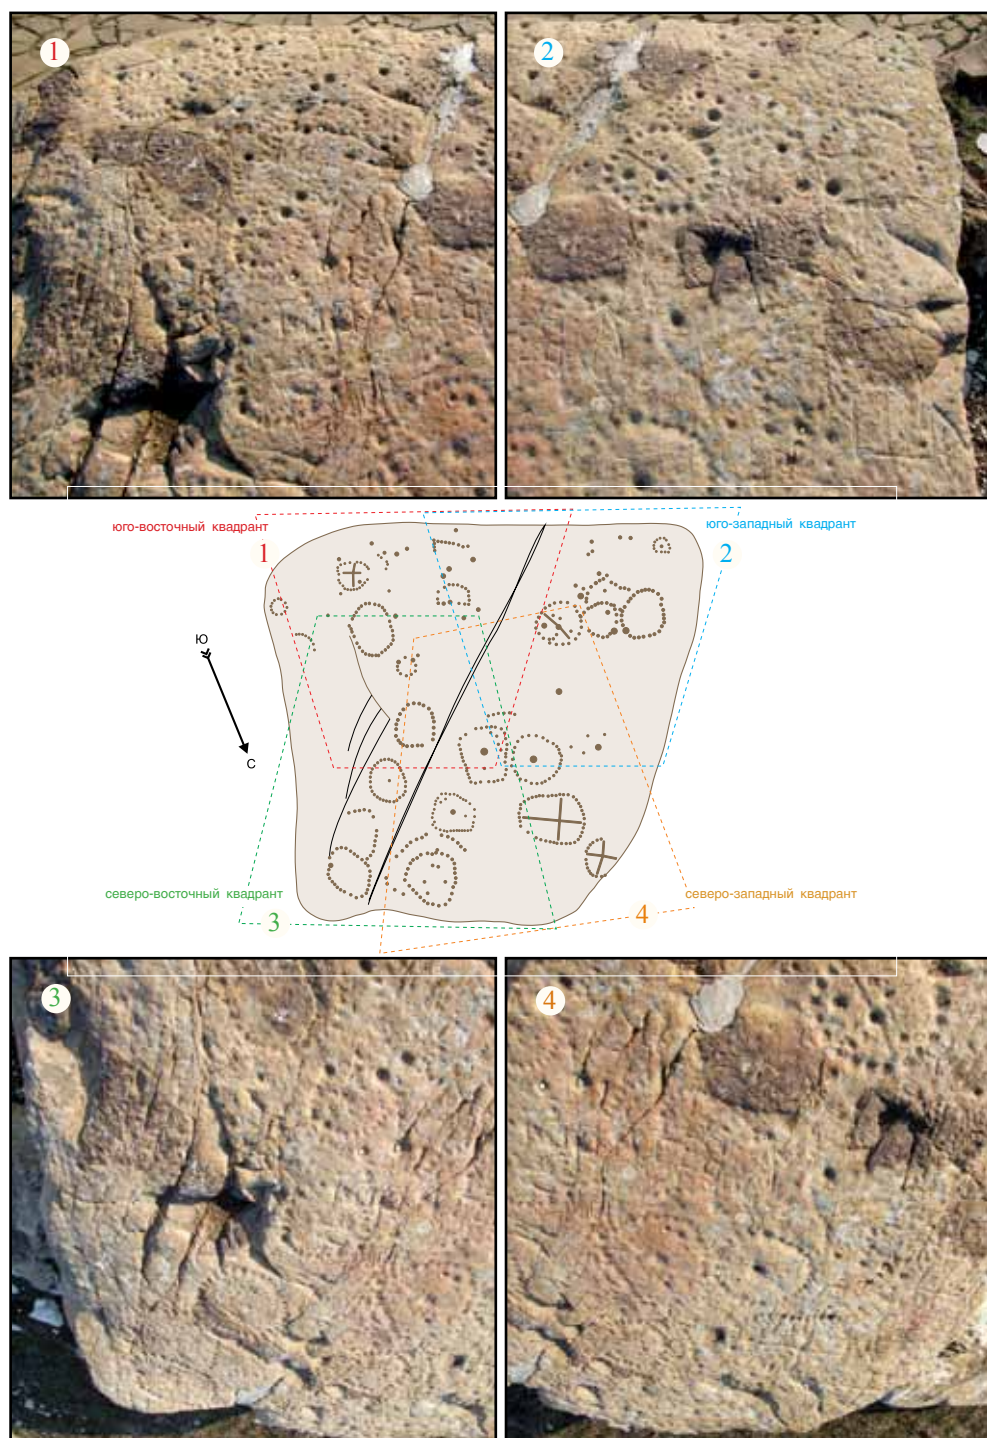 1
2
юго-восточный квадрант
1
юго-западный квадрант
2
Ю
С
северо-восточный квадрант
3
северо-западный квадрант
4
3
4